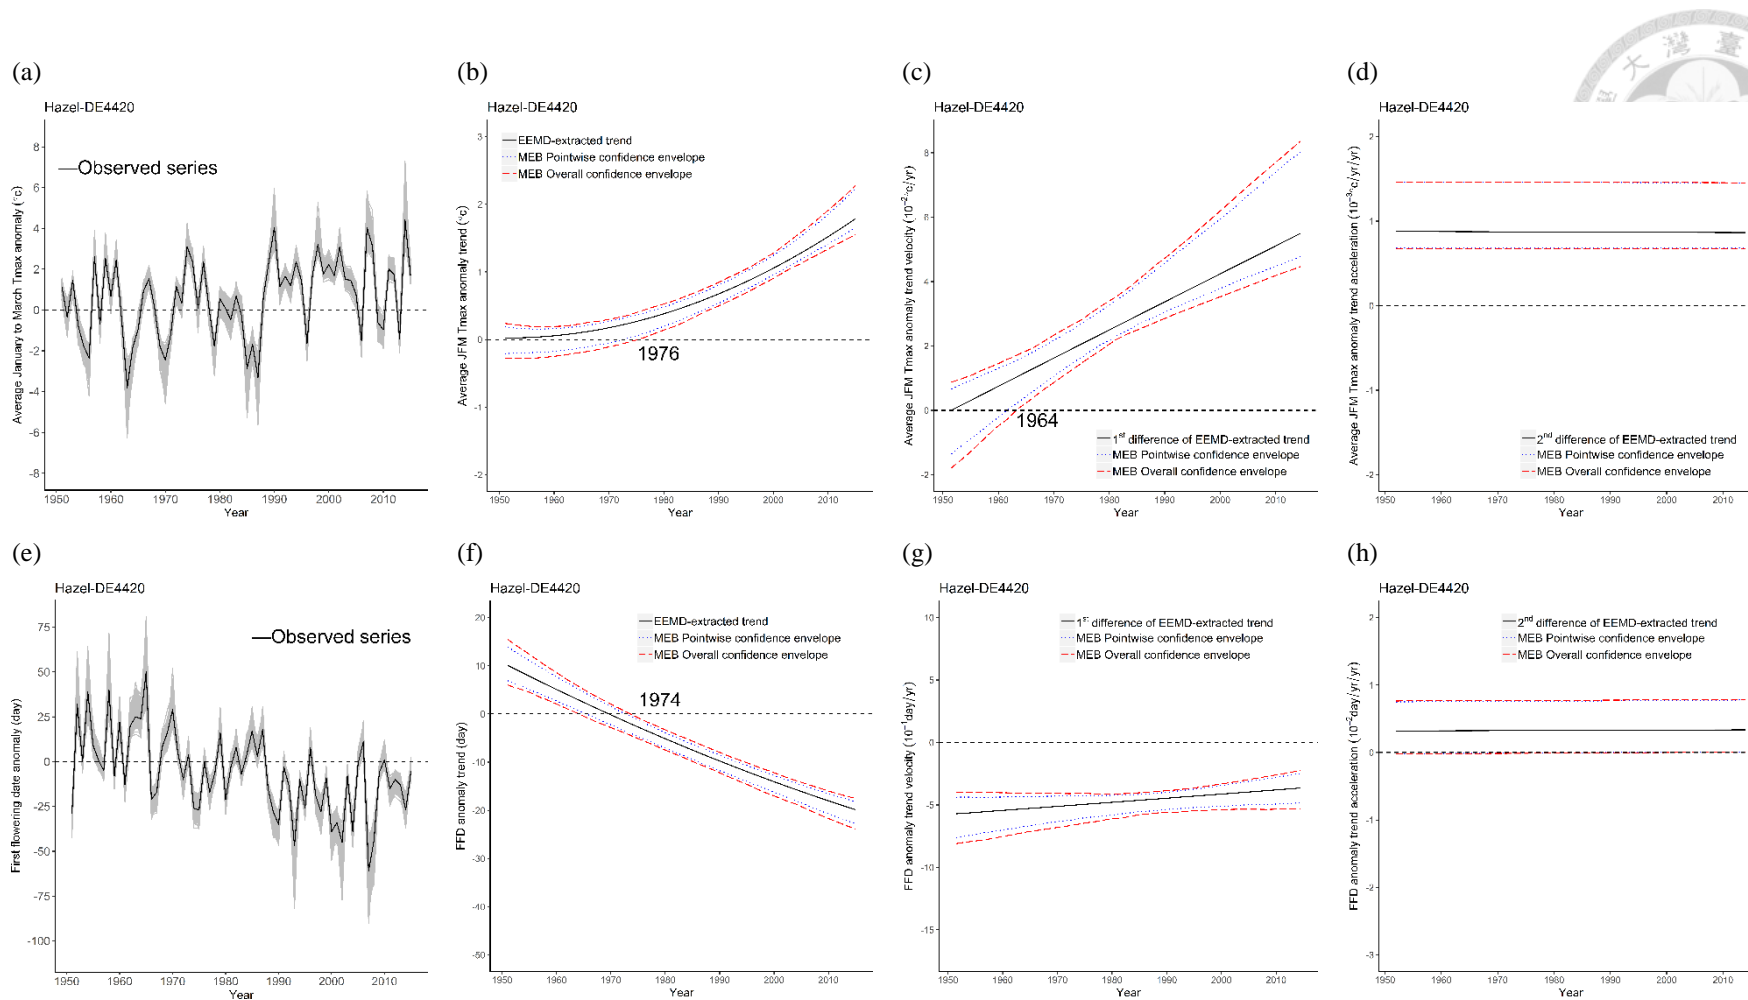 大灣臺
(a)
(b)
(c)
(d)
Hazel-DE4420
Hazel-DE4420
Hazel-DE4420
Hazel-DE4420
Average January to March Tmax anomaly (°c)
8
6
4
2
0
-2
-4
-6
-8
Observed series
1950 1960 1970 1980 1990 2000 2010
Year
Average JFM Tmax anomaly trend (°c)
3
2
1
0
-1
-2
EEMD-extracted trend
MEB Pointwise confidence envelope
MEB Overall confidence envelope
1976
1950 1960 1970 1980 1990 2000 2010
Year
Average JFM Tmax anomaly trend velocity (10⁻²°c/yr)
8
6
4
2
0
-2
1964
1st difference of EEMD-extracted trend
MEB Pointwise confidence envelope
MEB Overall confidence envelope
1950 1960 1970 1980 1990 2000 2010
Year
Average JFM Tmax anomaly trend acceleration (10⁻³°c/yr/yr)
2
1
0
-1
-2
2nd difference of EEMD-extracted trend
MEB Pointwise confidence envelope
MEB Overall confidence envelope
1950 1960 1970 1980 1990 2000 2010
Year
(e)
(f)
(g)
(h)
Hazel-DE4420
Hazel-DE4420
Hazel-DE4420
Hazel-DE4420
First flowering date anomaly (day)
75
50
25
0
-25
-50
-75
-100
Observed series
1950 1960 1970 1980 1990 2000 2010
Year
FFD anomaly trend (day)
20
10
0
-10
-20
-30
-40
-50
EEMD-extracted trend
MEB Pointwise confidence envelope
MEB Overall confidence envelope
1974
1950 1960 1970 1980 1990 2000 2010
Year
FFD anomaly trend velocity (10⁻¹day/yr)
10
5
0
-5
-10
-15
1st difference of EEMD-extracted trend
MEB Pointwise confidence envelope
MEB Overall confidence envelope
1950 1960 1970 1980 1990 2000 2010
Year
FFD anomaly trend acceleration (10⁻²day/yr/yr)
2
1
0
-1
-2
-3
2nd difference of EEMD-extracted trend
MEB Pointwise confidence envelope
MEB Overall confidence envelope
1950 1960 1970 1980 1990 2000 2010
Year